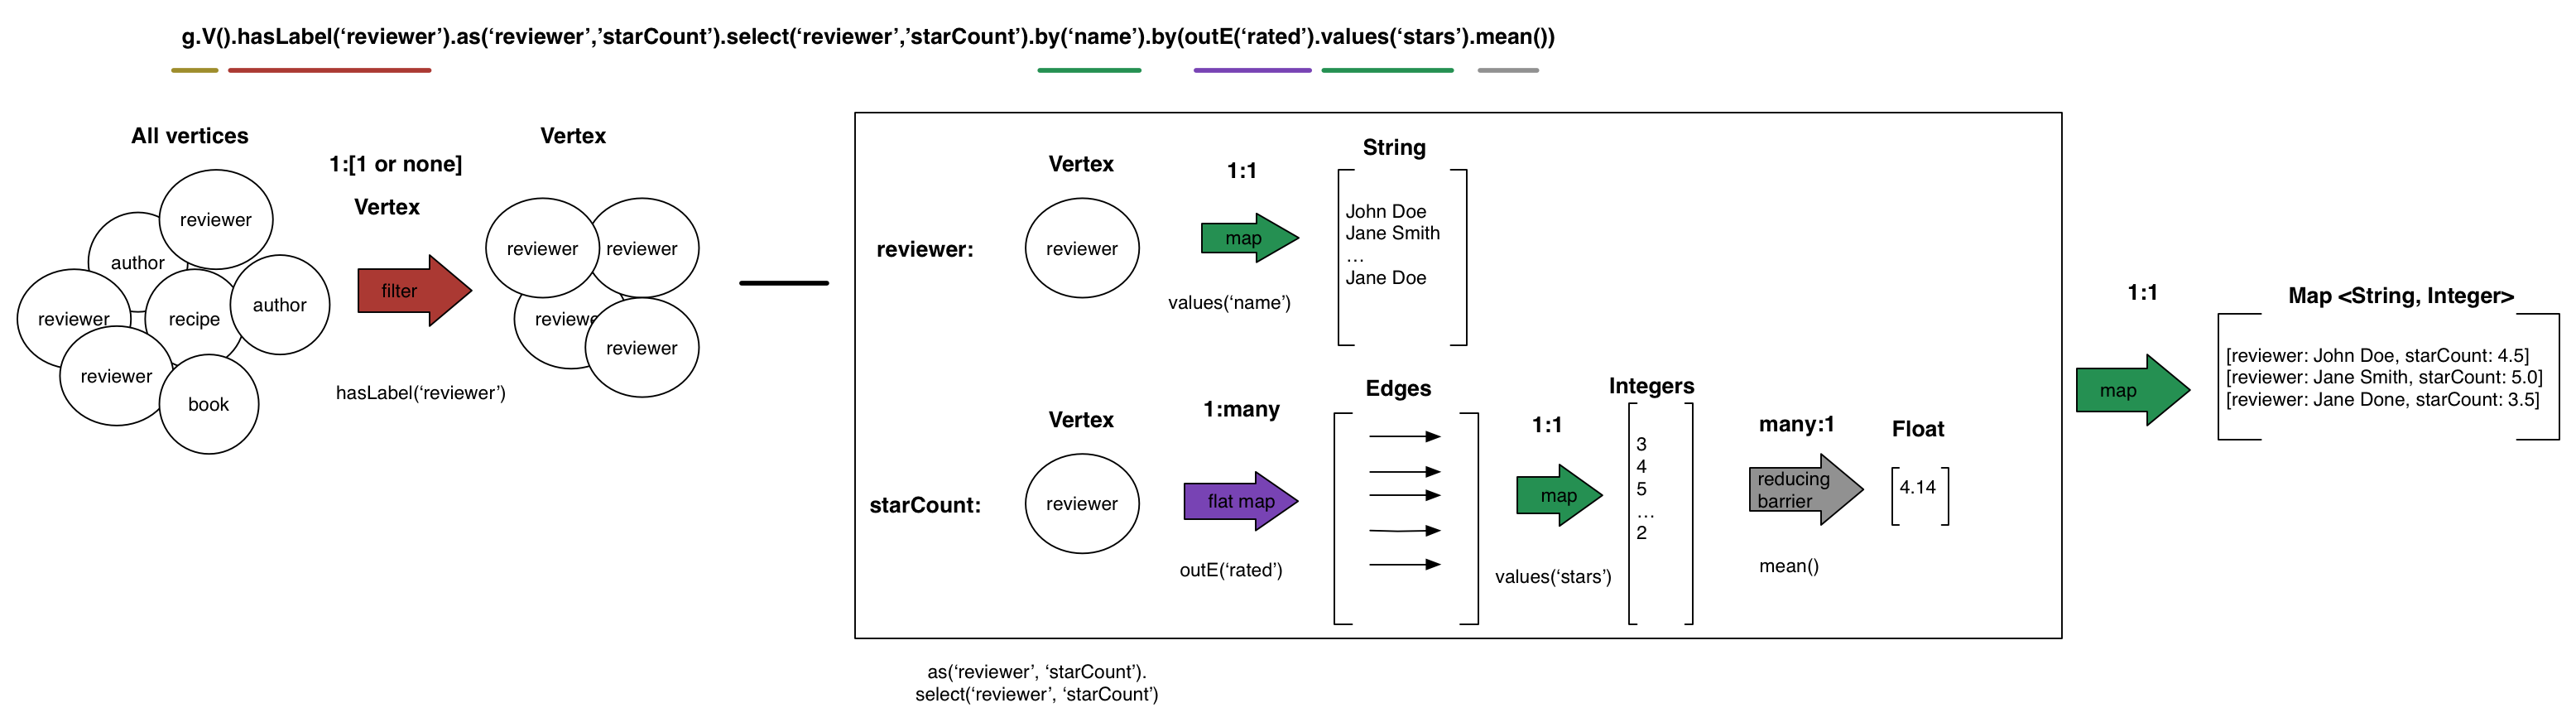 g.V().hasLabel(‘reviewer’).as(‘reviewer’,’starCount’).select(‘reviewer’,’starCount’).by(‘name’).by(outE(‘rated’).values(‘stars’).mean())
All vertices
reviewer
author
reviewer
recipe
author
reviewer
book
1:[1 or none]
Vertex
filter
hasLabel(‘reviewer’)
Vertex
reviewer
reviewer
reviewe
reviewer
reviewer:
Vertex
reviewer
1:1
map
values(‘name’)
String
John Doe
Jane Smith
...
Jane Doe
starCount:
Vertex
reviewer
1:many
flat map
outE(‘rated’)
Edges
1:1
map
values(‘stars’)
Integers
3
4
5
...
2
many:1
reducing
barrier
mean()
Float
4.14
as(‘reviewer’, ‘starCount’).
select(‘reviewer’, ‘starCount’)
1:1
map
Map <String, Integer>
[reviewer: John Doe, starCount: 4.5]
[reviewer: Jane Smith, starCount: 5.0]
[reviewer: Jane Done, starCount: 3.5]